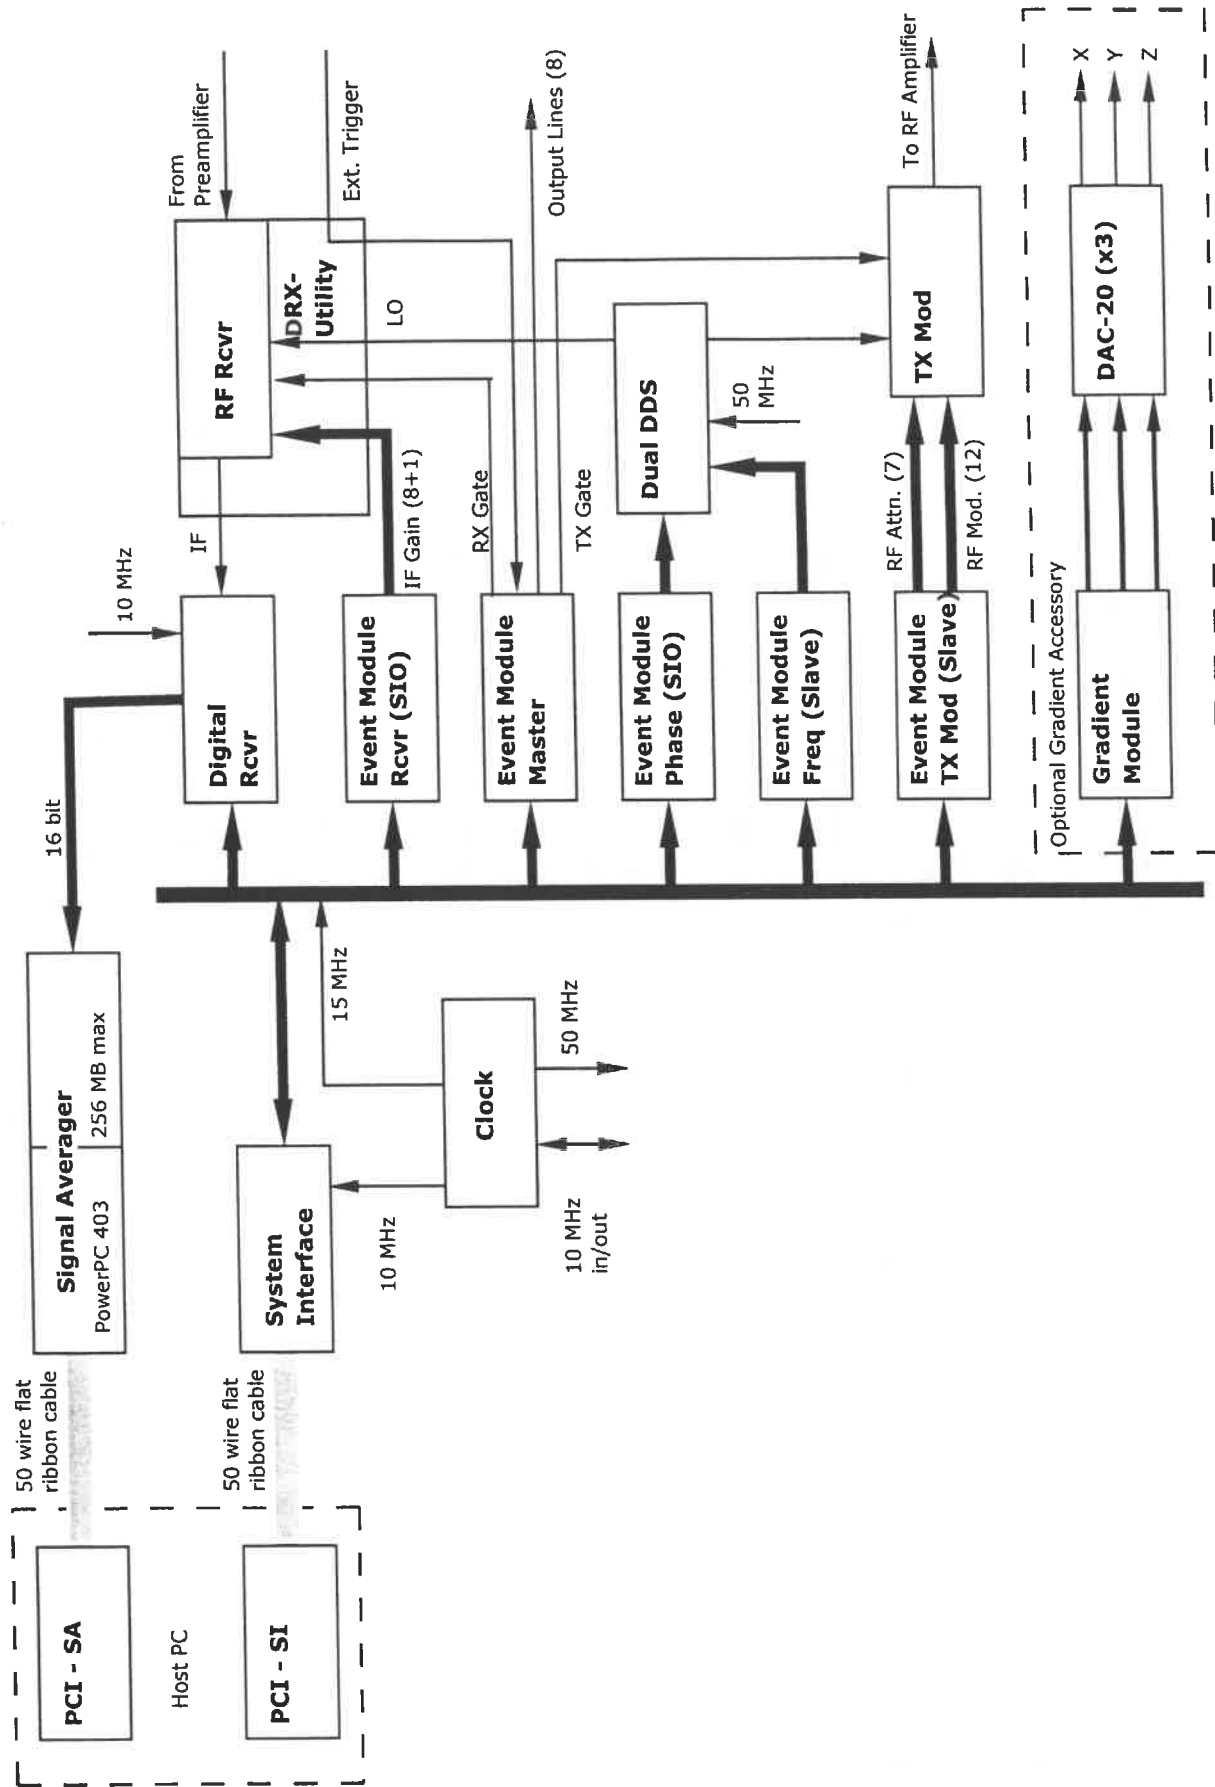 PCI - SA
Host PC
PCI - SI
50 wire flat
ribbon cable
50 wire flat
ribbon cable
Signal Averager
PowerPC 403
256 MB max
System
Interface
10 MHz
Clock
15 MHz
50 MHz
10 MHz
in/out
16 bit
10 MHz
Digital
Rcvr
IF
Event Module
Rcvr (SIO)
IF Gain (8+1)
Event Module
Master
RX Gate
TX Gate
Event Module
Phase (SIO)
Event Module
Freq (Slave)
Event Module
TX Mod (Slave)
RF Attn. (7)
RF Mod. (12)
Optional Gradient Accessory
Gradient
Module
From
Preamplifier
RF Rcvr
DRX-
Utility
Ext. Trigger
LO
Output Lines (8)
Dual DDS
50
MHz
TX Mod
To RF Amplifier
DAC-20 (x3)
X
Y
Z